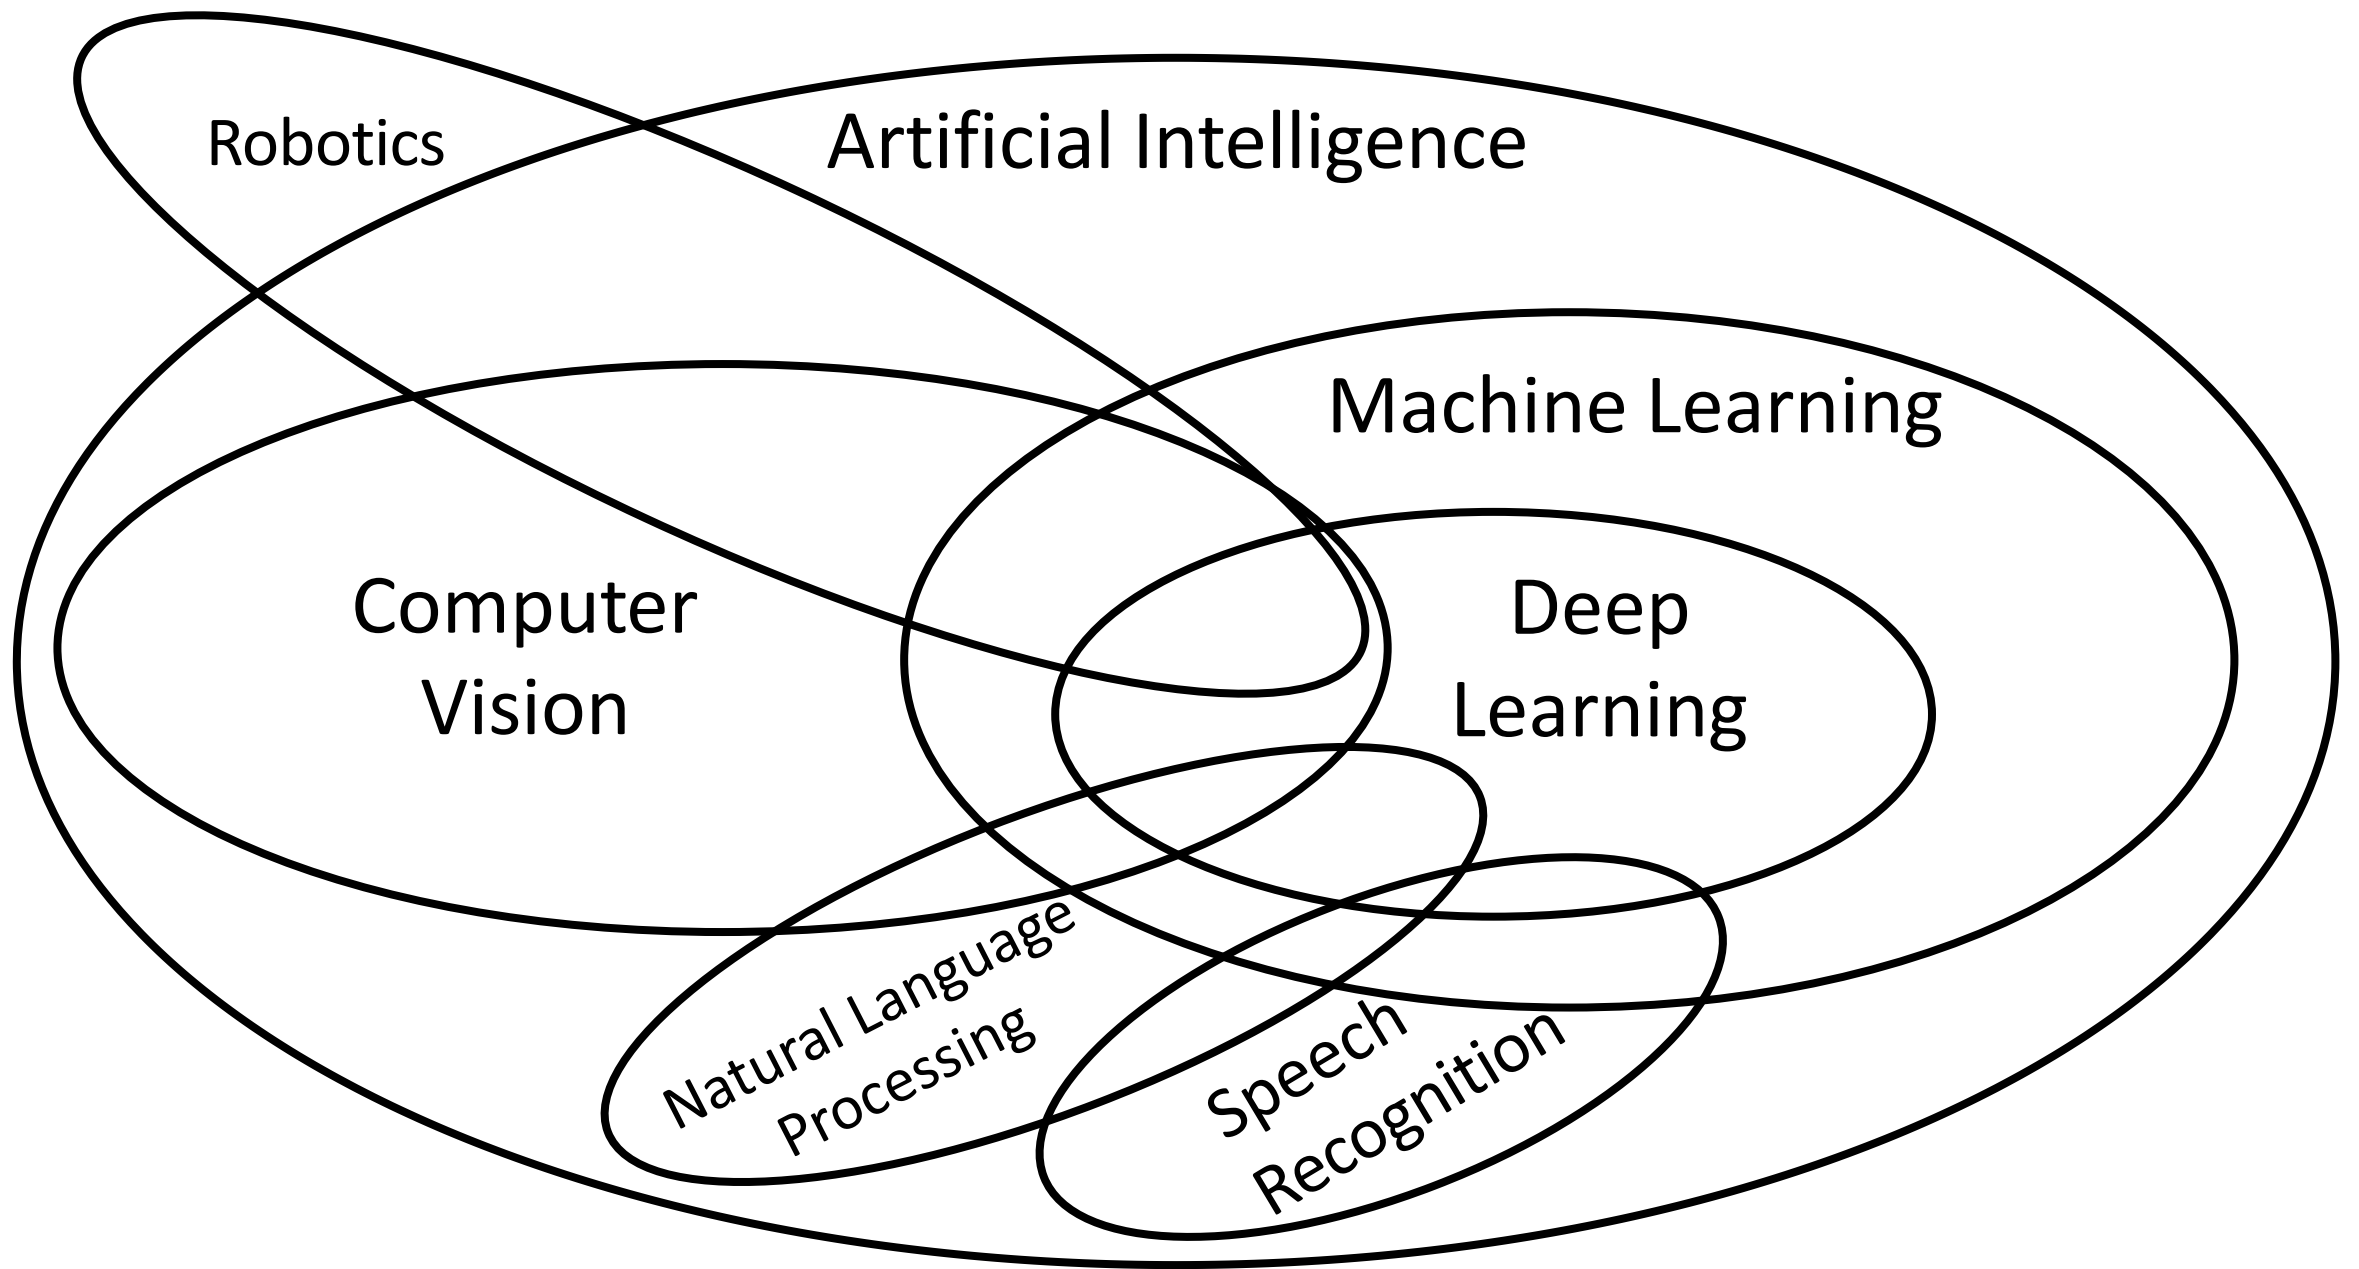 Robotics
Artificial Intelligence
Machine Learning
Computer
Vision
Deep
Learning
Natural Language
Processing
Speech
Recognition